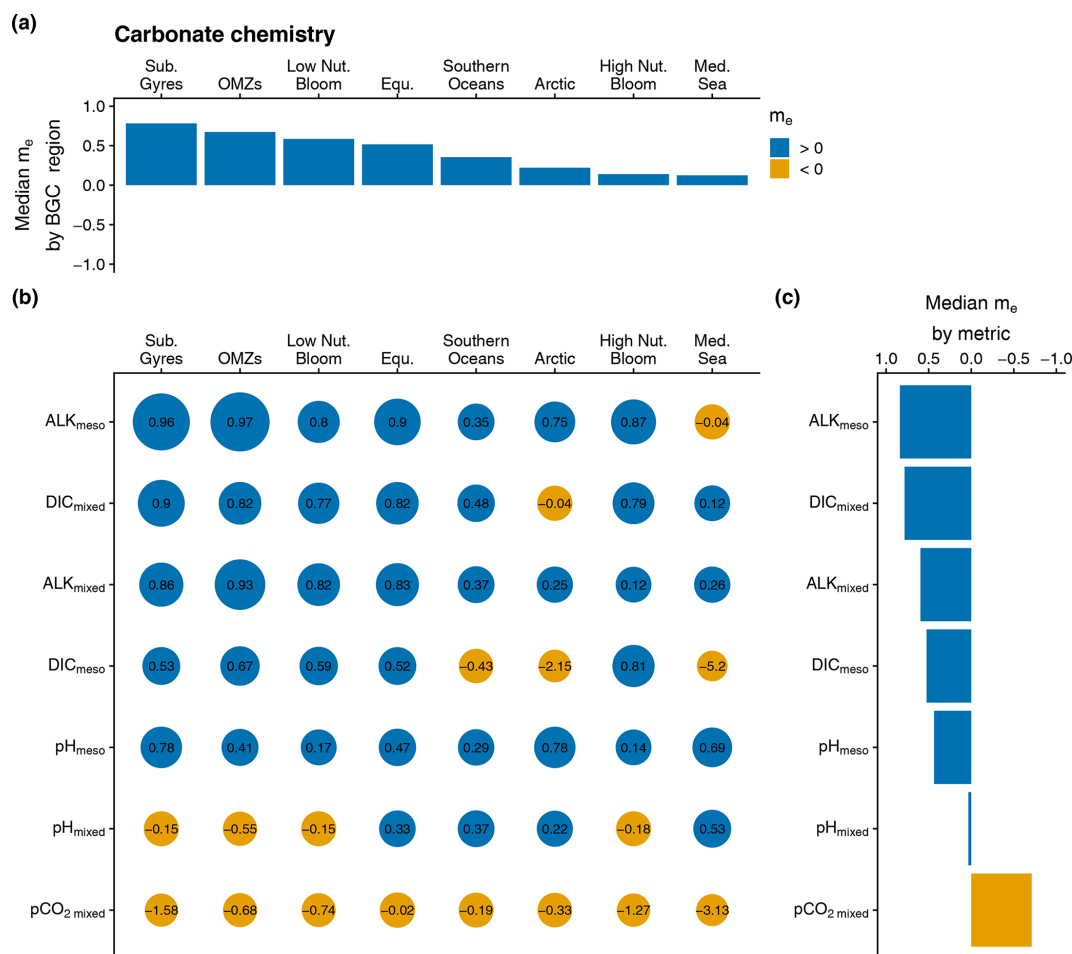 (a)
Carbonate chemistry
Sub. Gyres OMZs Low Nut. Bloom Equ. Southern Oceans Arctic High Nut. Bloom Med. Sea
Median mₑ by BGC region
1.0
0.5
0.0
−0.5
−1.0
mₑ
> 0
< 0
(b)
Sub. Gyres OMZs Low Nut. Bloom Equ. Southern Oceans Arctic High Nut. Bloom Med. Sea
ALKmeso 0.96 0.97 0.8 0.9 0.35 0.75 0.87 −0.04
DICmixed 0.9 0.82 0.77 0.82 0.48 −0.04 0.79 0.12
ALKmixed 0.86 0.93 0.82 0.83 0.37 0.25 0.12 0.26
DICmeso 0.53 0.67 0.59 0.52 −0.43 −2.15 0.81 −5.2
pHmeso 0.78 0.41 0.17 0.47 0.29 0.78 0.14 0.69
pHmixed −0.15 −0.55 −0.15 0.33 0.37 0.22 −0.18 0.53
pCO₂ mixed −1.58 −0.68 −0.74 −0.02 −0.19 −0.33 −1.27 −3.13
(c)
Median mₑ
by metric
1.0 0.5 0.0 −0.5 −1.0
ALKmeso
DICmixed
ALKmixed
DICmeso
pHmeso
pHmixed
pCO₂ mixed